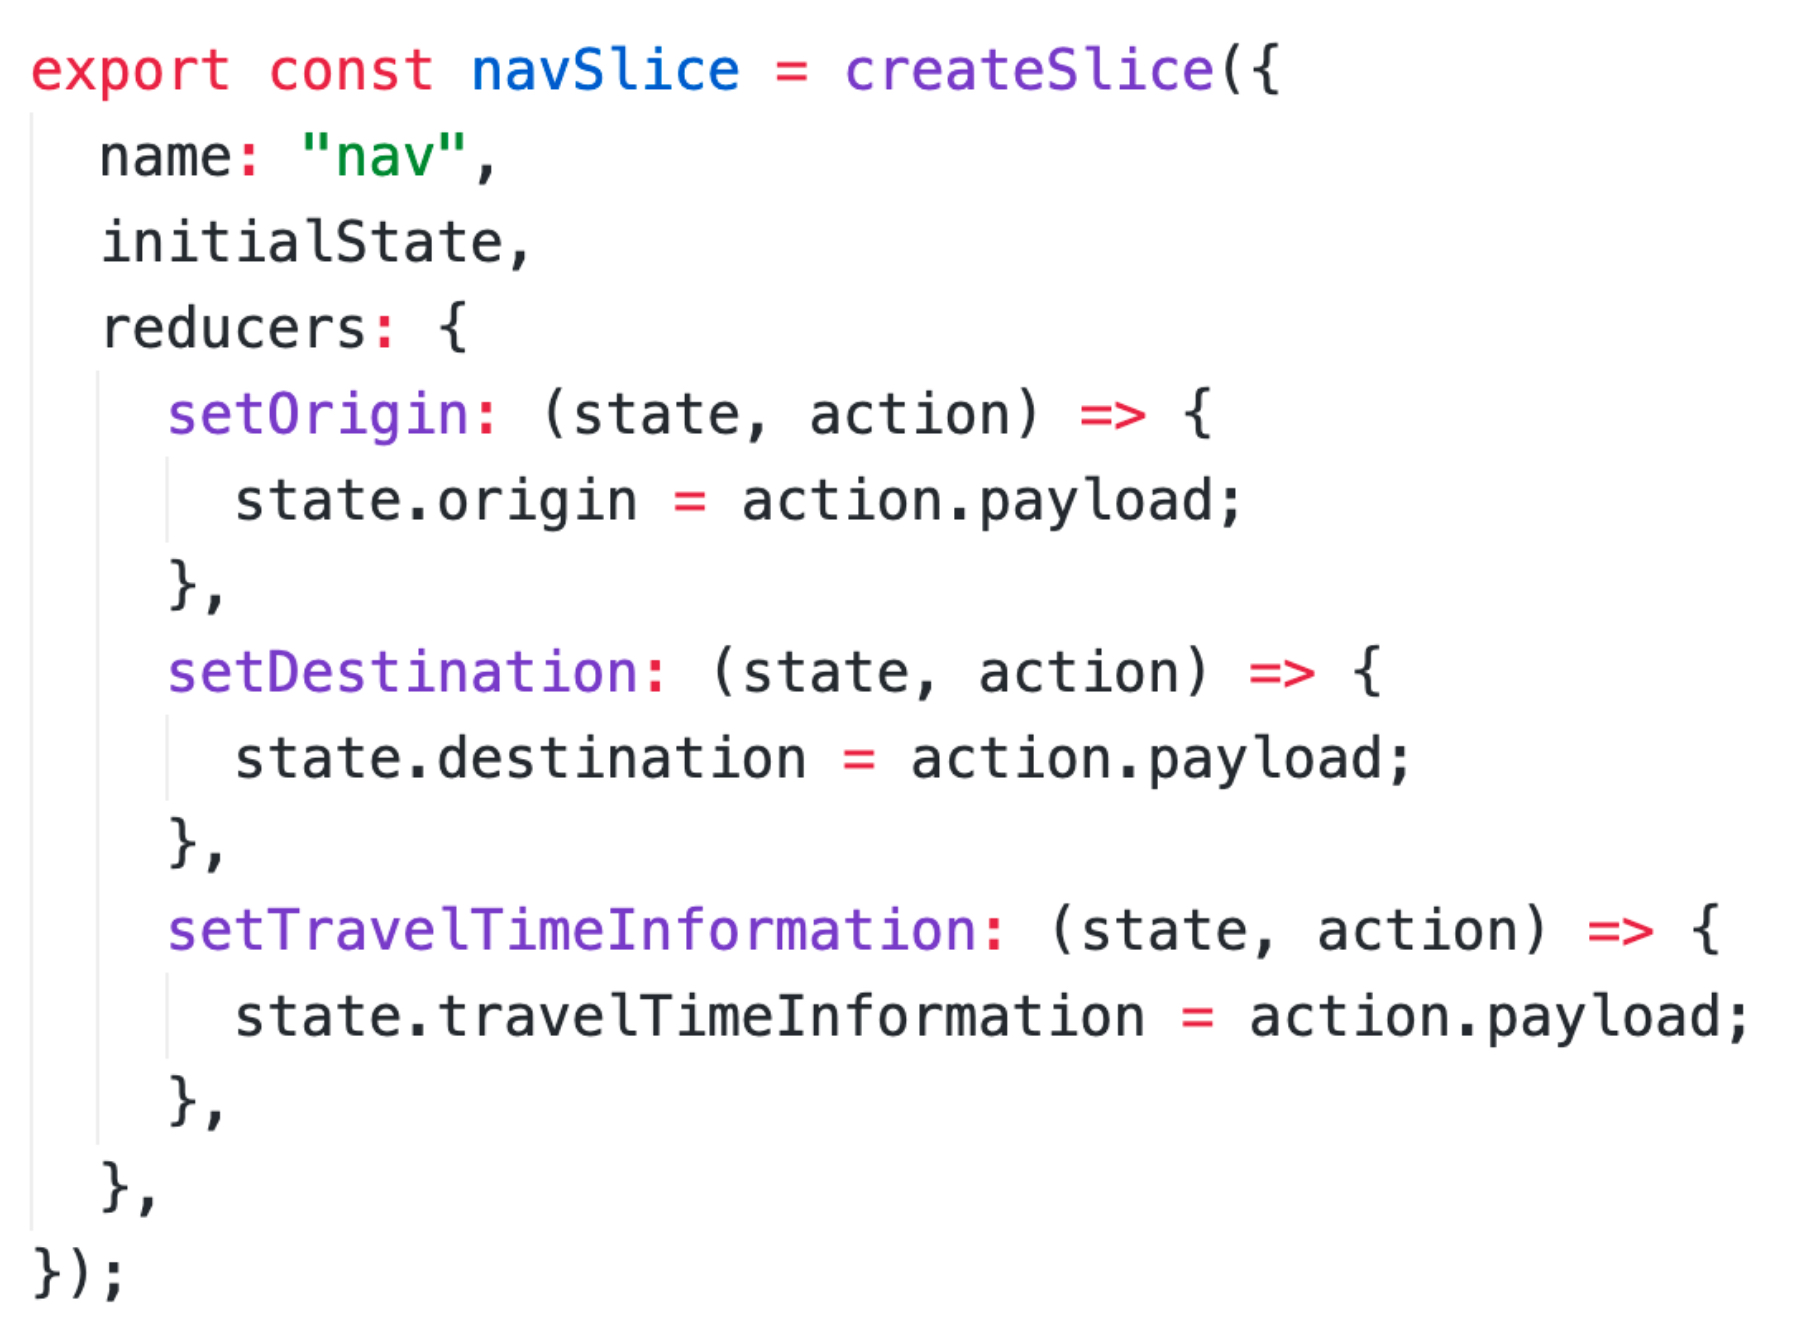 export const navSlice = createSlice({
  name: "nav",
  initialState,
  reducers: {
    setOrigin: (state, action) => {
      state.origin = action.payload;
    },
    setDestination: (state, action) => {
      state.destination = action.payload;
    },
    setTravelTimeInformation: (state, action) => {
      state.travelTimeInformation = action.payload;
    },
  },
});